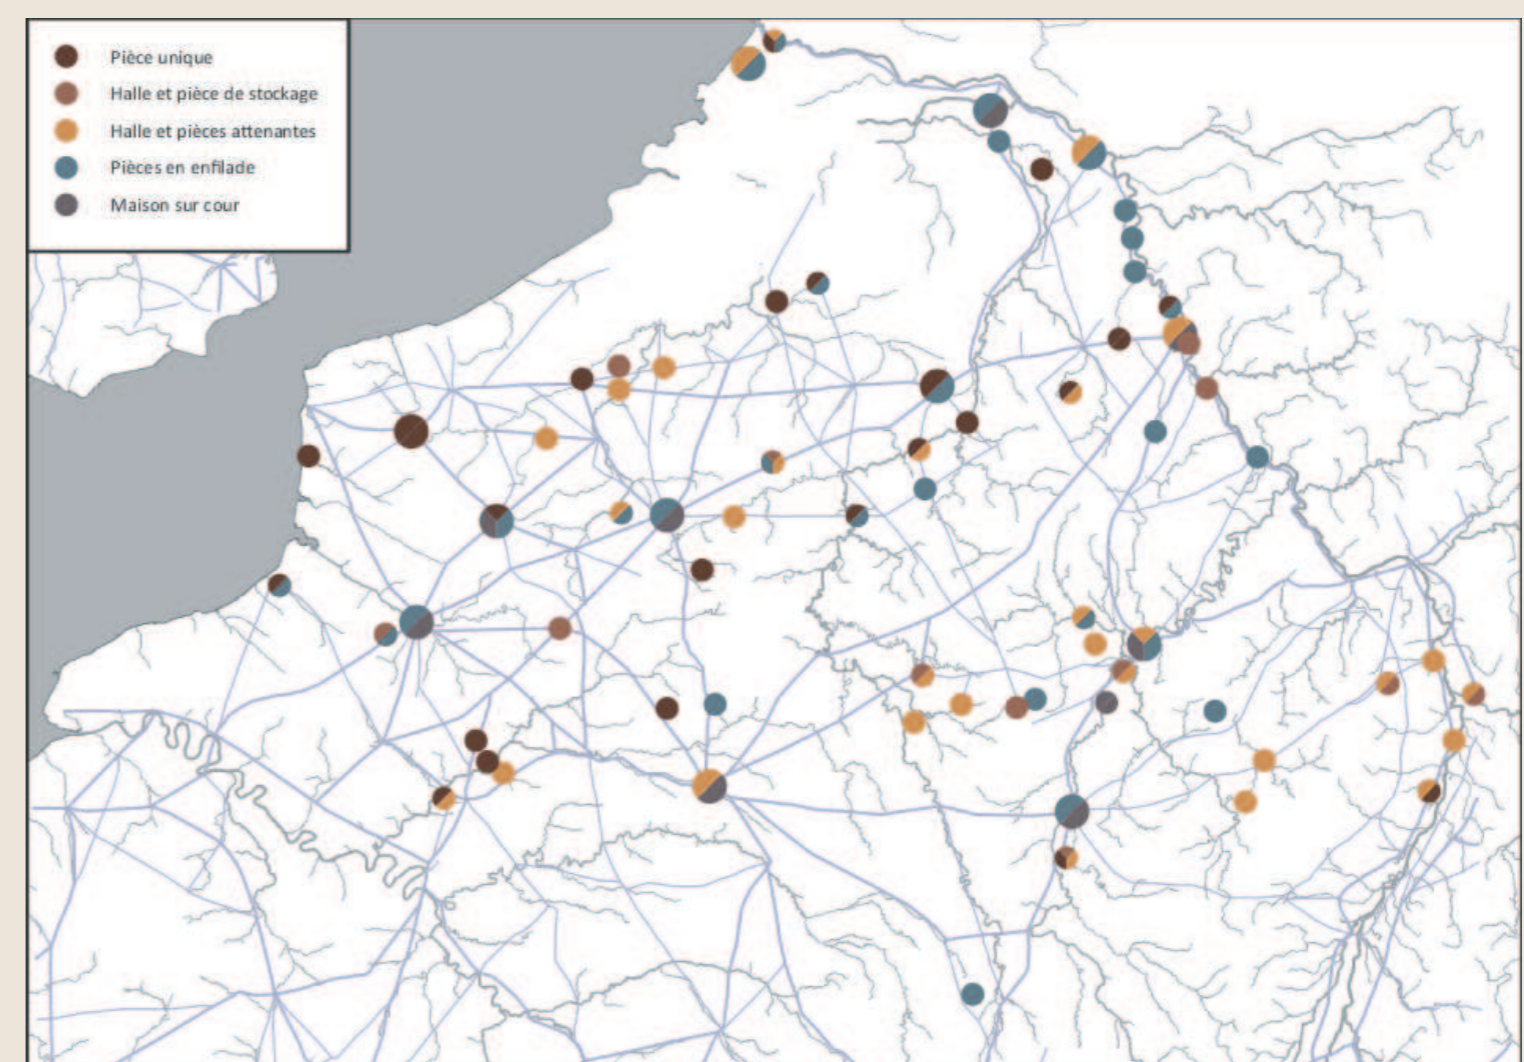 Pièce unique
Halle et pièce de stockage
Halle et pièces attenantes
Pièces en enfilade
Maison sur cour